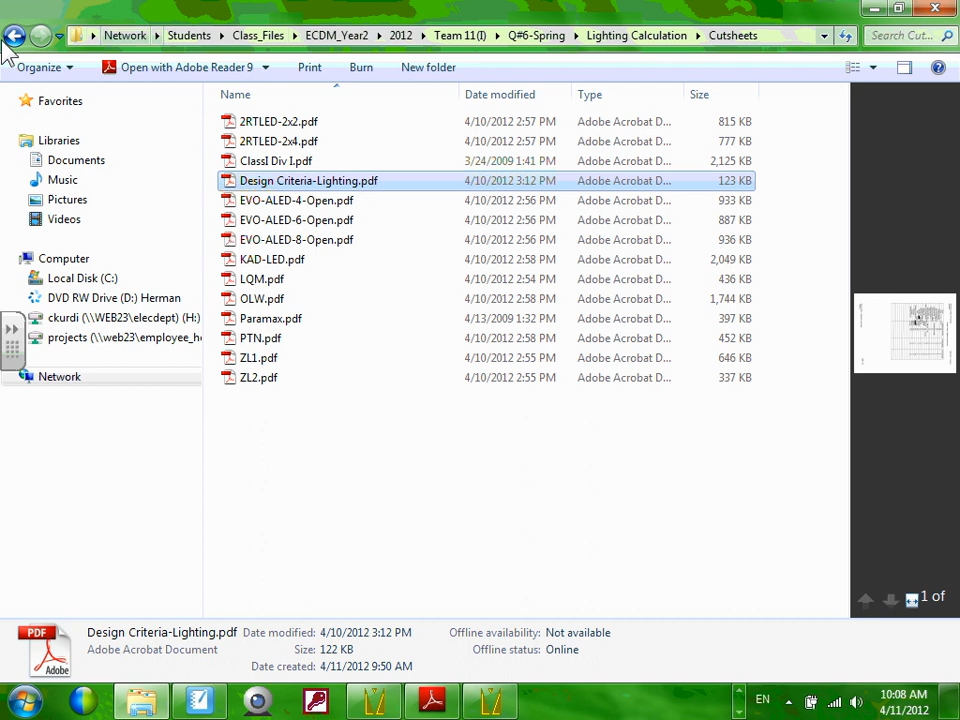 Network Students Class_Files ECDM_Year2 2012 Team 11(I) Q#6-Spring Lighting Calculation Cutsheets Search Cut...
Organize Open with Adobe Reader 9 Print Burn New folder
Name Date modified Type Size
Favorites
Libraries
Documents
Music
Pictures
Videos
Computer
Local Disk (C:)
DVD RW Drive (D:) Herman
ckurdi (\\WEB23\elecdept) (H:)
projects (\\web23\employee_h
Network
2RTLED-2x2.pdf 4/10/2012 2:57 PM Adobe Acrobat D... 815 KB
2RTLED-2x4.pdf 4/10/2012 2:57 PM Adobe Acrobat D... 777 KB
ClassI Div I.pdf 3/24/2009 1:41 PM Adobe Acrobat D... 2,125 KB
Design Criteria-Lighting.pdf 4/10/2012 3:12 PM Adobe Acrobat D... 123 KB
EVO-ALED-4-Open.pdf 4/10/2012 2:56 PM Adobe Acrobat D... 933 KB
EVO-ALED-6-Open.pdf 4/10/2012 2:56 PM Adobe Acrobat D... 887 KB
EVO-ALED-8-Open.pdf 4/10/2012 2:56 PM Adobe Acrobat D... 936 KB
KAD-LED.pdf 4/10/2012 2:58 PM Adobe Acrobat D... 2,049 KB
LQM.pdf 4/10/2012 2:54 PM Adobe Acrobat D... 436 KB
OLW.pdf 4/10/2012 2:58 PM Adobe Acrobat D... 1,744 KB
Paramax.pdf 4/13/2009 1:32 PM Adobe Acrobat D... 397 KB
PTN.pdf 4/10/2012 2:58 PM Adobe Acrobat D... 452 KB
ZL1.pdf 4/10/2012 2:55 PM Adobe Acrobat D... 646 KB
ZL2.pdf 4/10/2012 2:55 PM Adobe Acrobat D... 337 KB
1 of
PDF
Adobe
Design Criteria-Lighting.pdf Date modified: 4/10/2012 3:12 PM Offline availability: Not available
Adobe Acrobat Document Size: 122 KB Offline status: Online
Date created: 4/11/2012 9:50 AM
EN
10:08 AM
4/11/2012